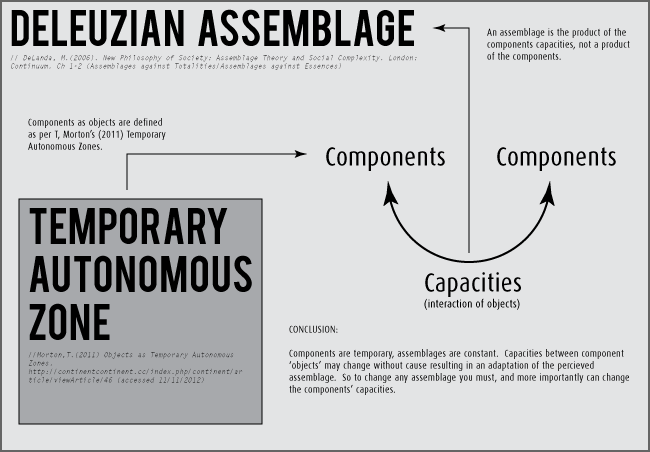 DELEUZIAN ASSEMBLAGE
// DeLanda, M.(2006). New Philosophy of Society: Assemblage Theory and Social Complexity. London:
Continuum. Ch 1-2 (Assemblages against Totalities/Assemblages against Essences)
An assemblage is the product of the
components capacities, not a product
of the components.
Components as objects are defined
as per T, Morton's (2011) Temporary
Autonomous Zones.
Components
Components
TEMPORARY
AUTONOMOUS
ZONE
//Morton,T.(2011) Objects as Temporary Autonomous
Zones.
http://continentcontinent.cc/index.php/continent/ar
ticle/viewArticle/46 (accessed 11/11/2012)
Capacities
(interaction of objects)
CONCLUSION:
Components are temporary, assemblages are constant. Capacities between component
'objects' may change without cause resulting in an adaptation of the percieved
assemblage. So to change any assemblage you must, and more importantly can change
the components' capacities.